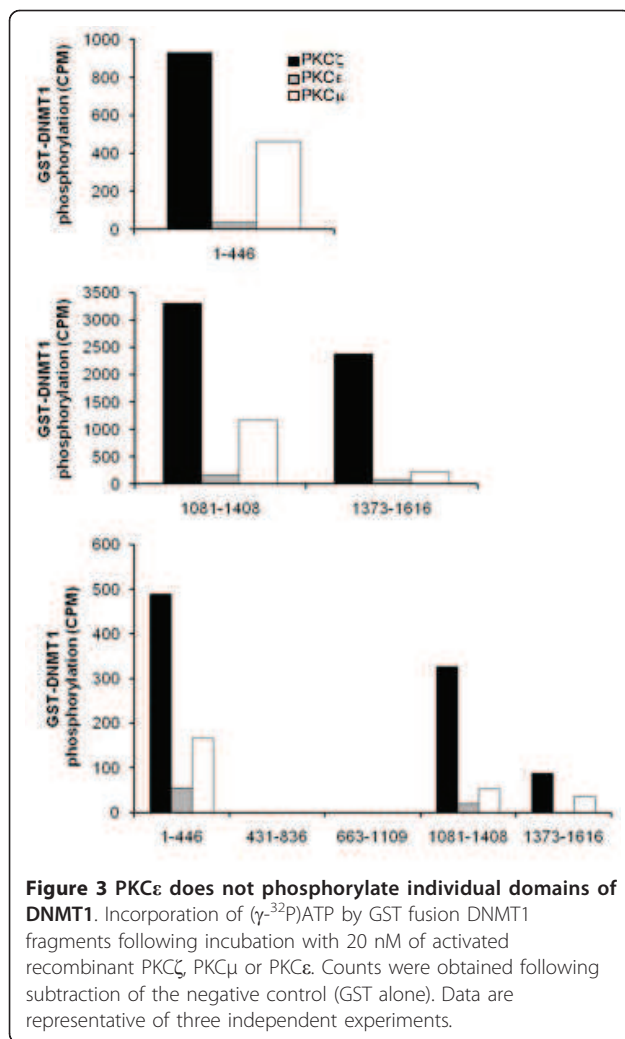 1000
800
600
400
200
0
GST-DNMT1
phosphorylation (CPM)
PKCζ
PKCε
PKCμ
1-446
3500
3000
2500
2000
1500
1000
500
0
GST-DNMT1
phosphorylation (CPM)
1081-1408 1373-1616
600
500
400
300
200
100
0
GST-DNMT1
phosphorylation (CPM)
1-446 431-836 663-1109 1081-1408 1373-1616
Figure 3 PKCε does not phosphorylate individual domains of
DNMT1. Incorporation of (γ-³²P)ATP by GST fusion DNMT1
fragments following incubation with 20 nM of activated
recombinant PKCζ, PKCμ or PKCε. Counts were obtained following
subtraction of the negative control (GST alone). Data are
representative of three independent experiments.